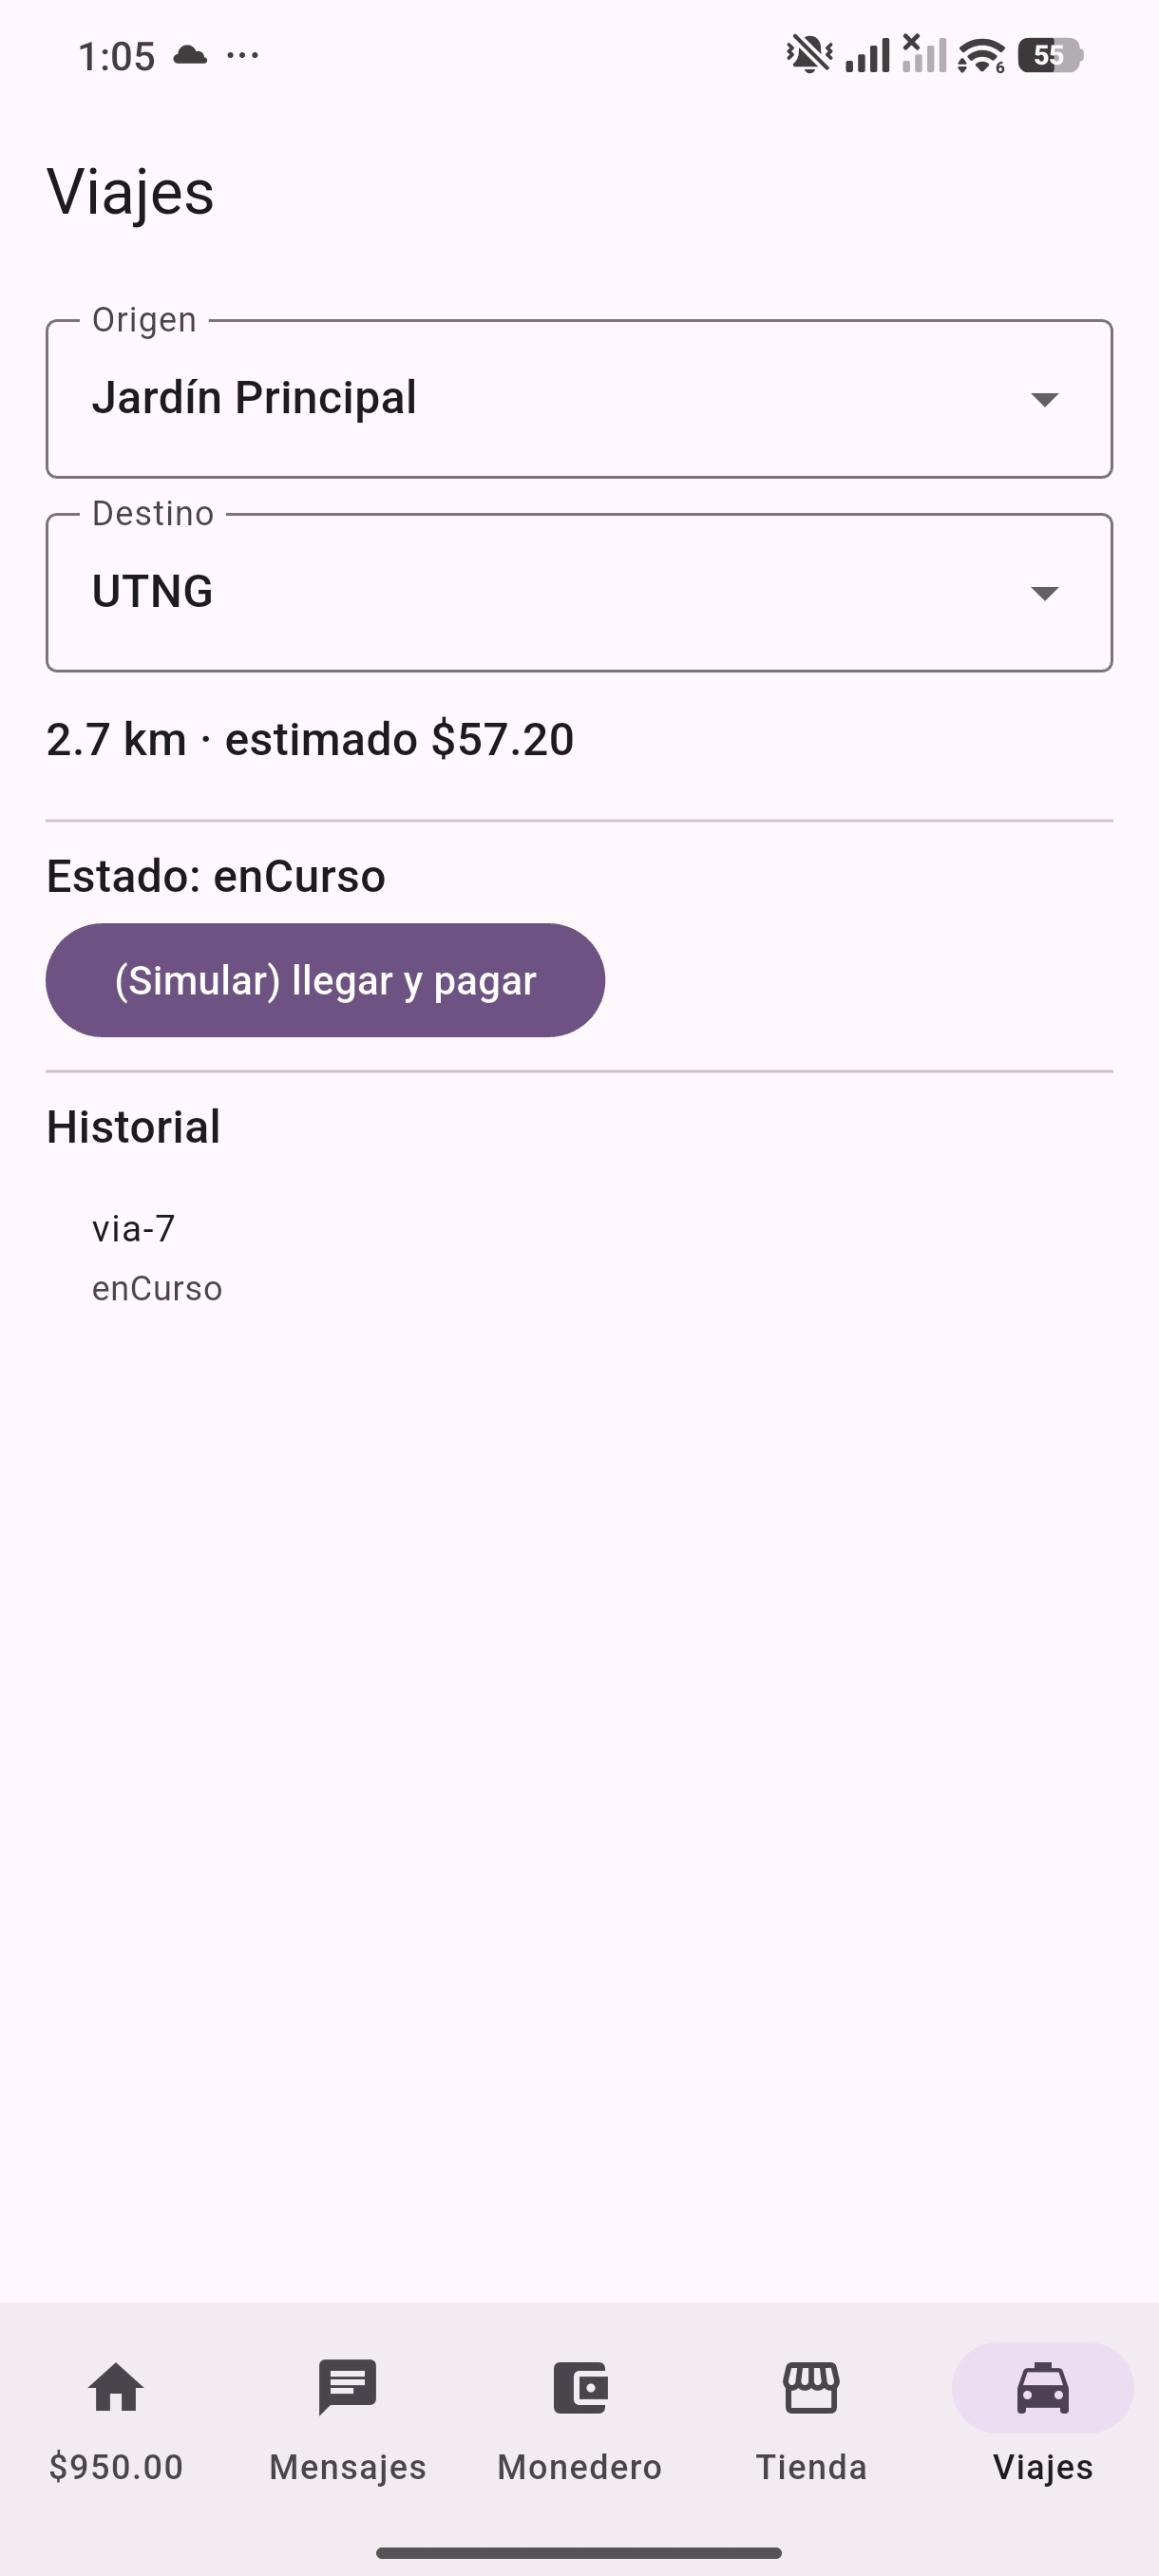 1:05
55
Viajes
Origen
Jardín Principal
Destino
UTNG
2.7 km · estimado $57.20
Estado: enCurso
(Simular) llegar y pagar
Historial
via-7
enCurso
$950.00 Mensajes Monedero Tienda Viajes